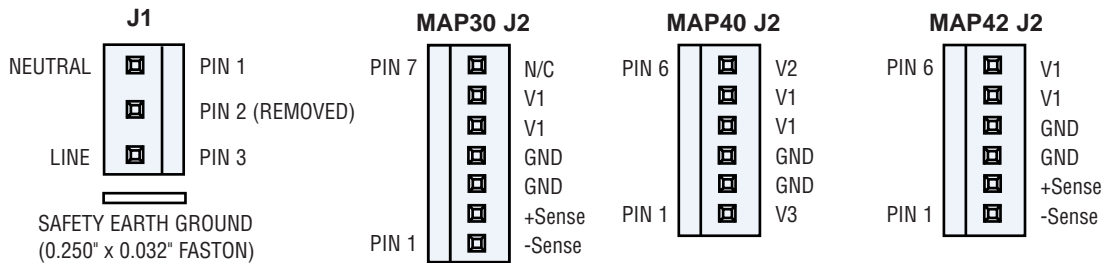 J1
NEUTRAL PIN 1
PIN 2 (REMOVED)
LINE PIN 3
SAFETY EARTH GROUND
(0.250" x 0.032" FASTON)
MAP30 J2
PIN 7 N/C
V1
V1
GND
GND
+Sense
PIN 1 -Sense
MAP40 J2
PIN 6 V2
V1
V1
GND
GND
PIN 1 V3
MAP42 J2
PIN 6 V1
V1
GND
GND
+Sense
PIN 1 -Sense